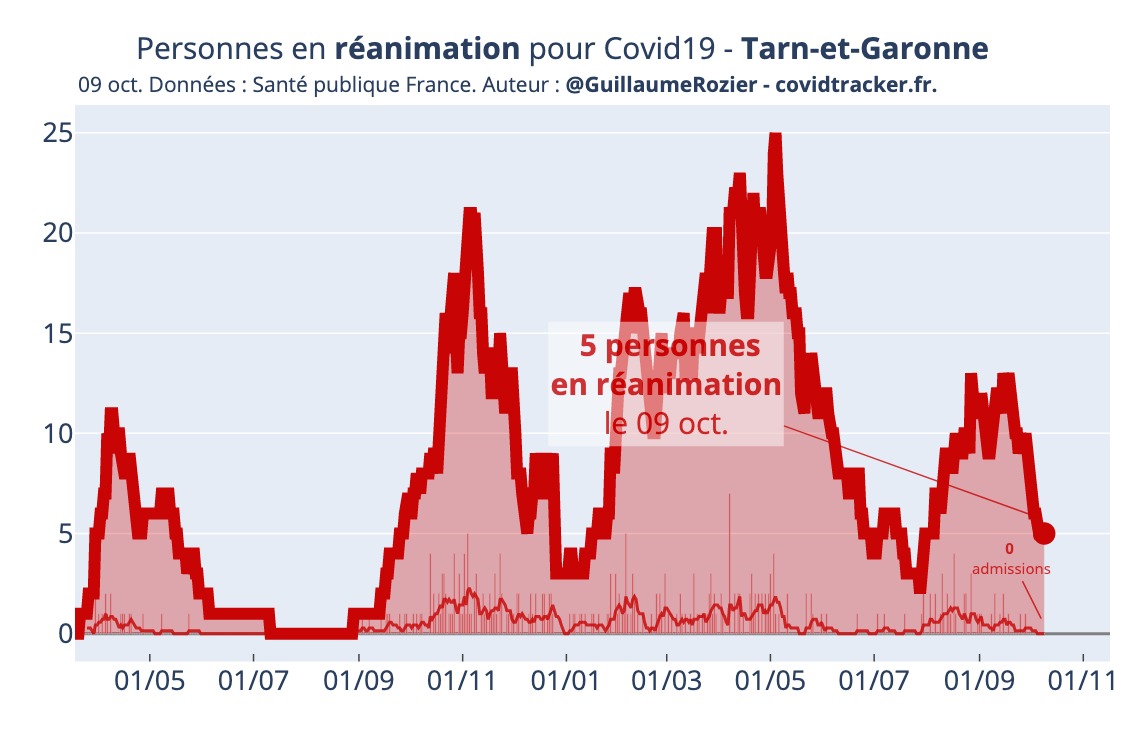 Personnes en réanimation pour Covid19 - Tarn-et-Garonne
09 oct. Données : Santé publique France. Auteur : @GuillaumeRozier - covidtracker.fr.
25
20
15
10
5
0
5 personnes
en réanimation
le 09 oct.
0
admissions
01/05 01/07 01/09 01/11 01/01 01/03 01/05 01/07 01/09 01/11